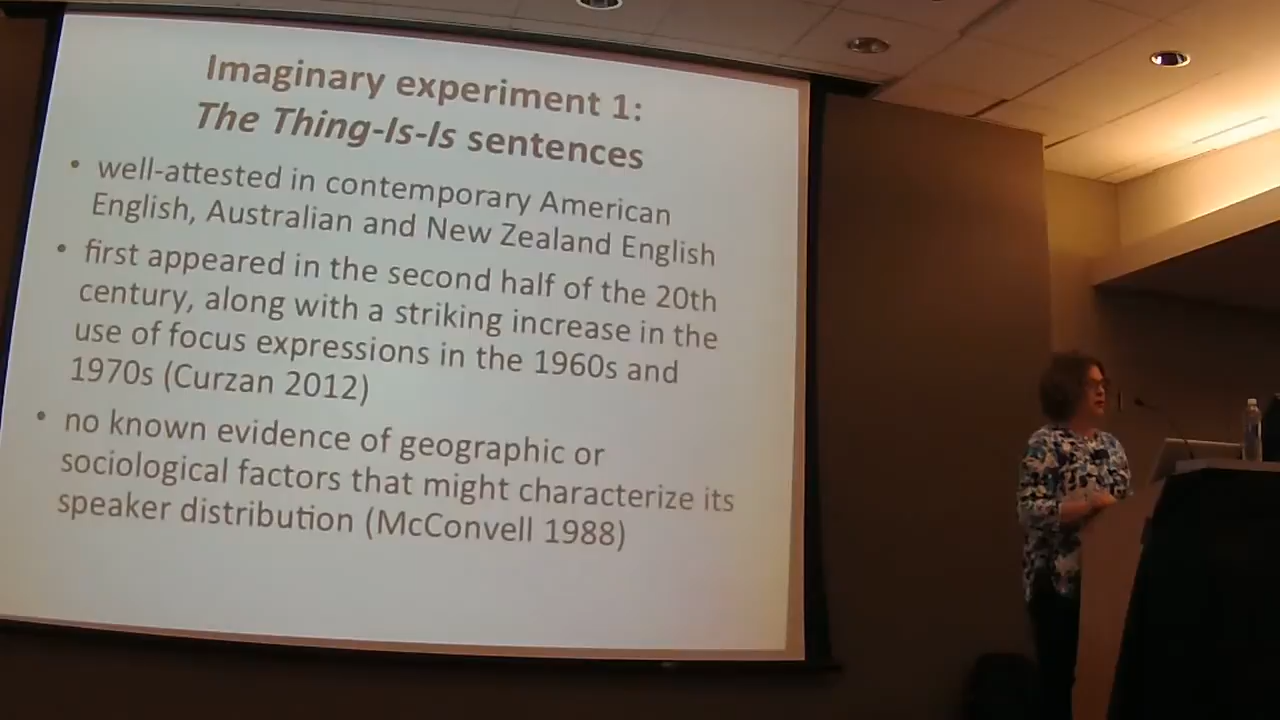 Imaginary experiment 1:
The Thing-Is-Is sentences
• well-attested in contemporary American
English, Australian and New Zealand English
• first appeared in the second half of the 20th
century, along with a striking increase in the
use of focus expressions in the 1960s and
1970s (Curzan 2012)
• no known evidence of geographic or
sociological factors that might characterize its
speaker distribution (McConvell 1988)